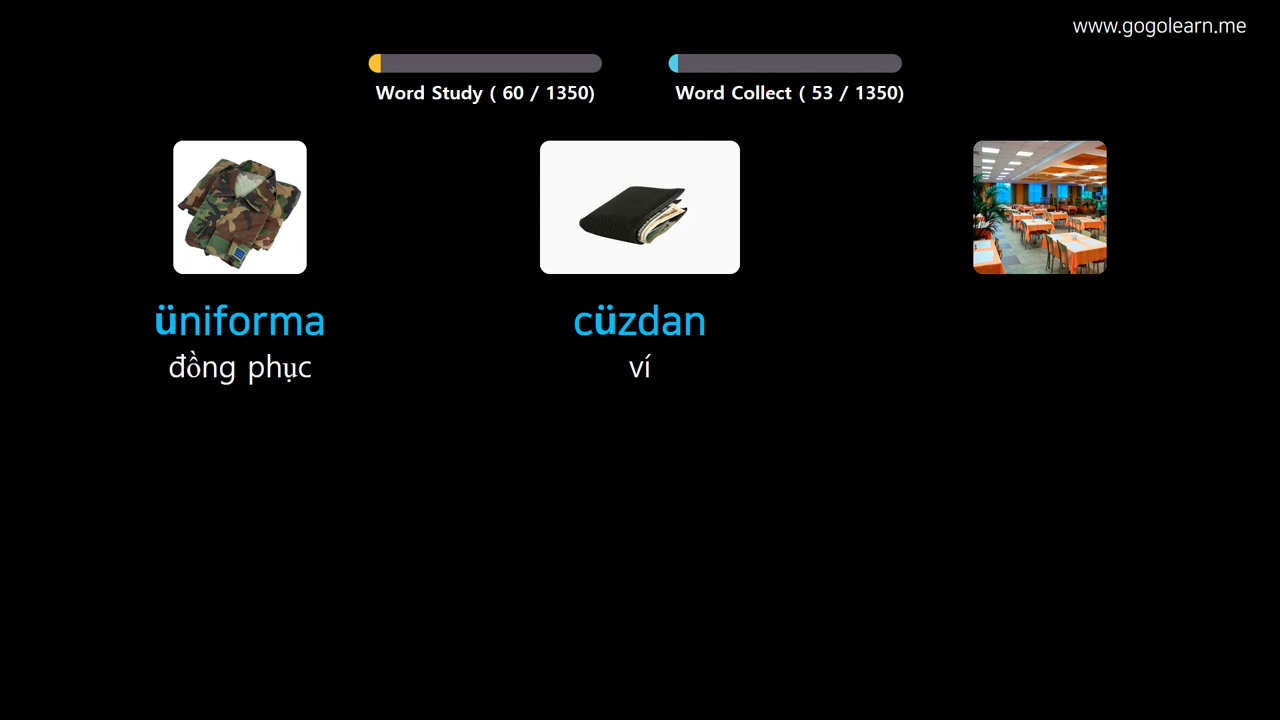 www.gogolearn.me
Word Study ( 60 / 1350)
Word Collect ( 53 / 1350)
üniforma
đồng phục
cüzdan
ví